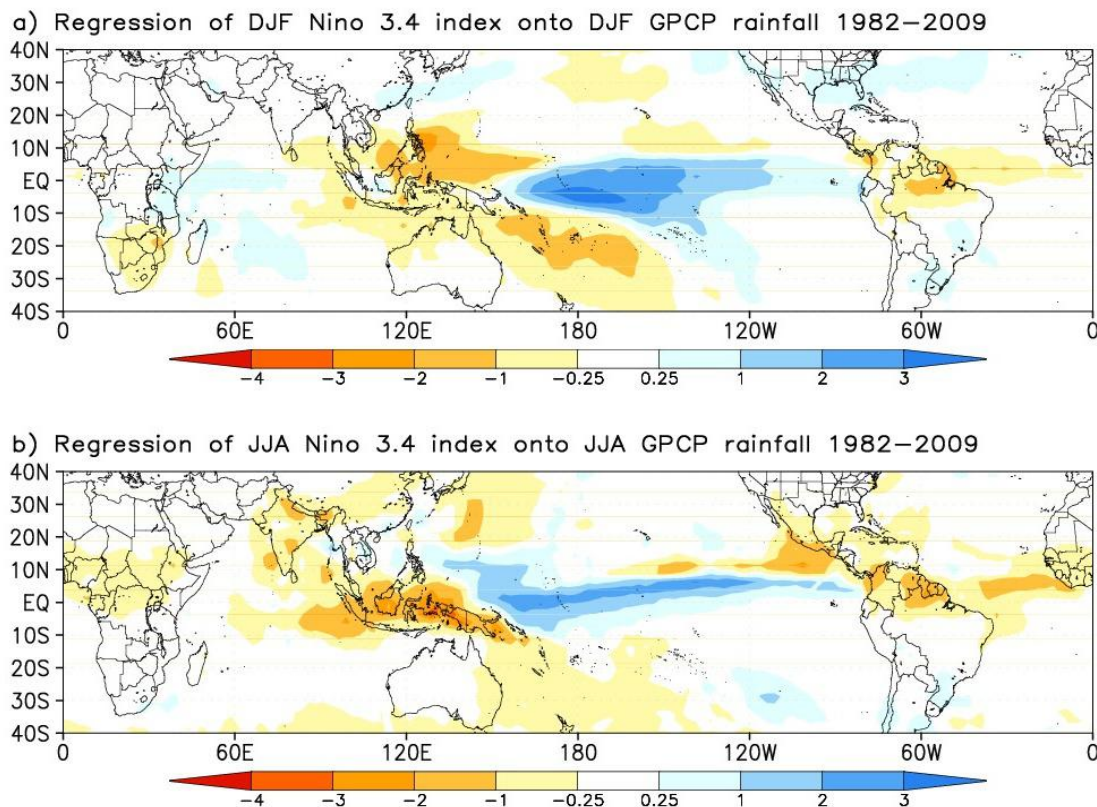 a) Regression of DJF Nino 3.4 index onto DJF GPCP rainfall 1982−2009
40N
30N
20N
10N
EQ
10S
20S
30S
40S
0 60E 120E 180 120W 60W 0
−4 −3 −2 −1 −0.25 0.25 1 2 3
b) Regression of JJA Nino 3.4 index onto JJA GPCP rainfall 1982−2009
40N
30N
20N
10N
EQ
10S
20S
30S
40S
0 60E 120E 180 120W 60W 0
−4 −3 −2 −1 −0.25 0.25 1 2 3